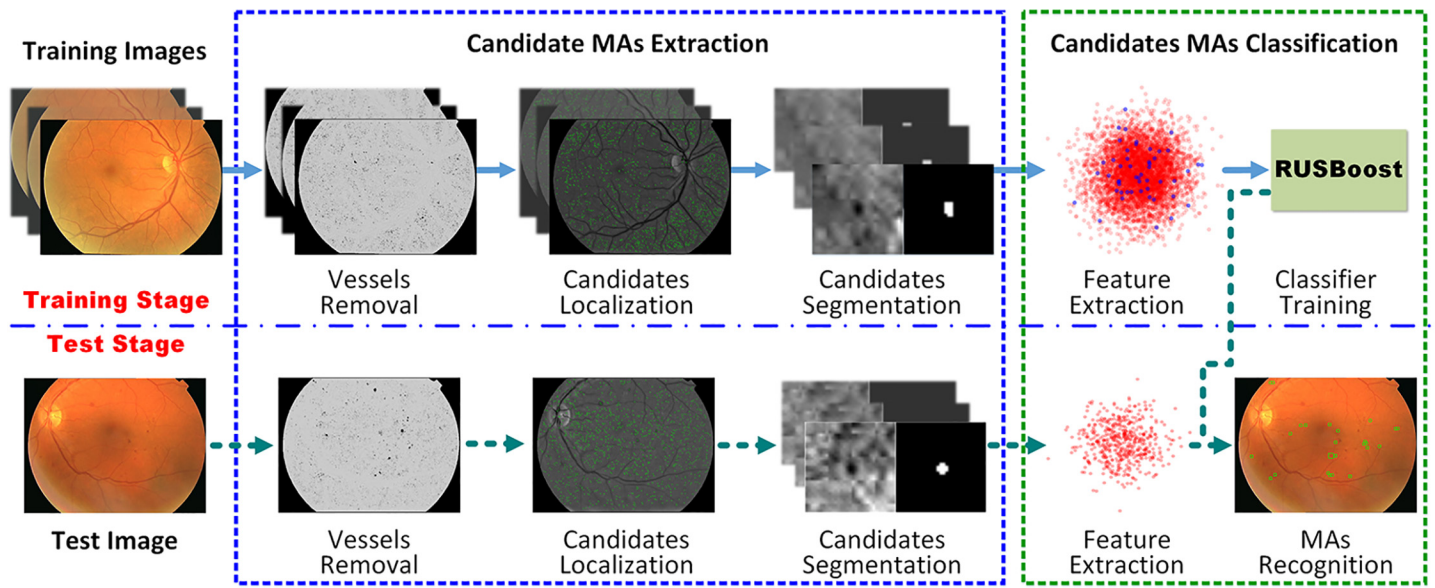 Training Images
Candidate MAs Extraction
Candidates MAs Classification
RUSBoost
Vessels
Removal
Candidates
Localization
Candidates
Segmentation
Feature
Extraction
Classifier
Training
Training Stage
Test Stage
Test Image
Vessels
Removal
Candidates
Localization
Candidates
Segmentation
Feature
Extraction
MAs
Recognition